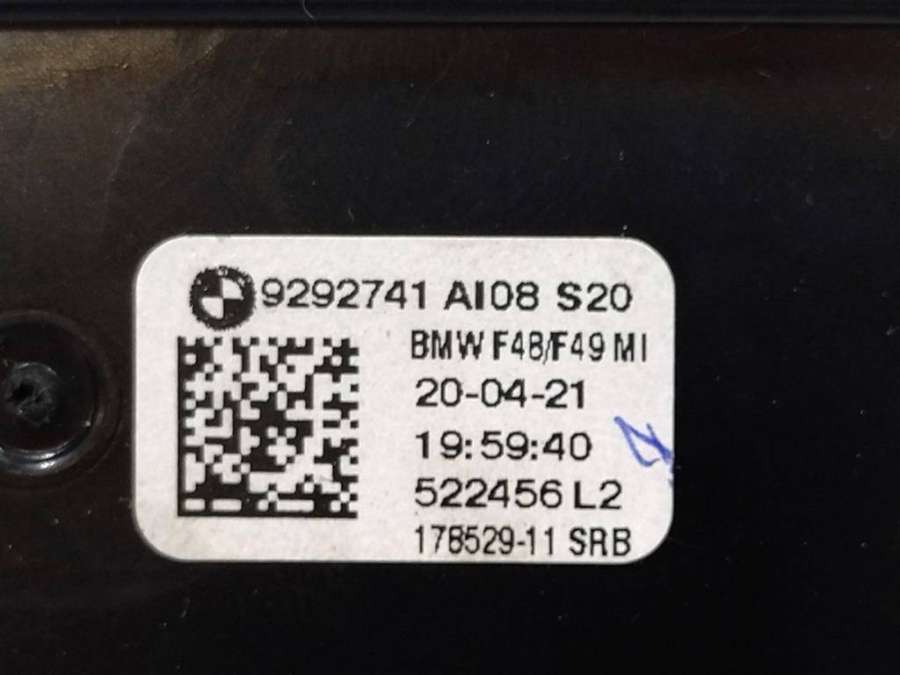 9292741 AI08 S20
BMW F48/F49 MI
20-04-21
19:59:40
522456 L2
178529-11 SRB